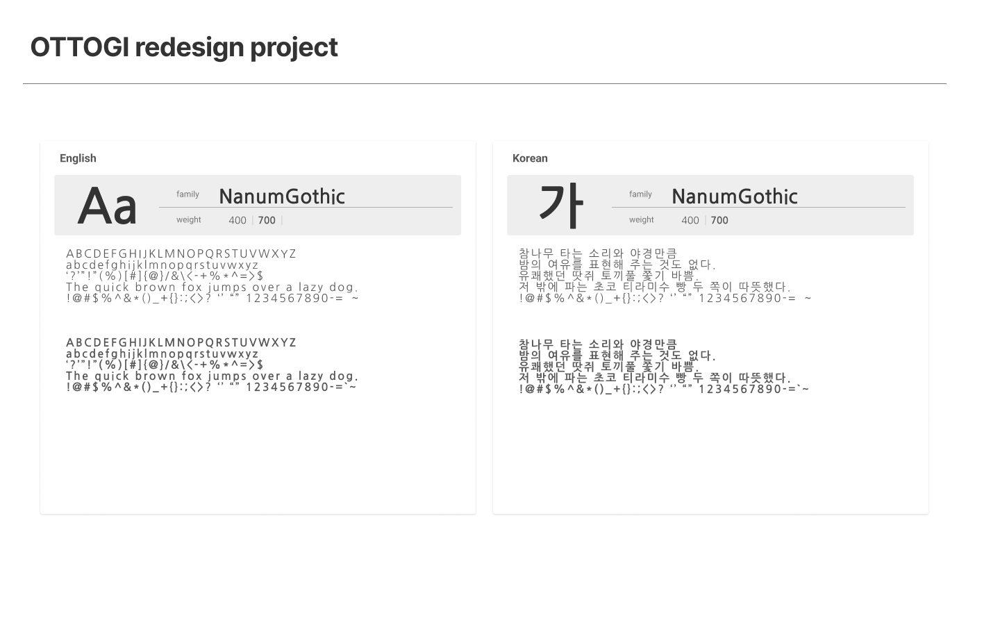 OTTOGI redesign project
English
Aa
family NanumGothic
weight 400 | 700 |
ABCDEFGHIJKLMNOPQRSTUVWXYZ
abcdefghijklmnopqrstuvwxyz
‘?’”!”(%)[#]{@}/&\<-+%*^=>$
The quick brown fox jumps over a lazy dog.
!@#$%^&*()_+{}:;<>? ‘’ “” 1234567890-= ~
ABCDEFGHIJKLMNOPQRSTUVWXYZ
abcdefghijklmnopqrstuvwxyz
‘?’”!”(%)[#]{@}/&\<-+%*^=>$
The quick brown fox jumps over a lazy dog.
!@#$%^&*()_+{}:;<>? ‘’ “” 1234567890-=`~
Korean
가
family NanumGothic
weight 400 | 700
참나무 타는 소리와 야경만큼
밤의 여유를 표현해 주는 것도 없다.
유쾌했던 땃쥐 토끼풀 쫓기 바쁨.
저 밖에 파는 초코 티라미수 빵 두 쪽이 따뜻했다.
!@#$%^&*()_+{}:;<>? ‘’ “” 1234567890-= ~
참나무 타는 소리와 야경만큼
밤의 여유를 표현해 주는 것도 없다.
유쾌했던 땃쥐 토끼풀 쫓기 바쁨.
저 밖에 파는 초코 티라미수 빵 두 쪽이 따뜻했다.
!@#$%^&*()_+{}:;<>? ‘’ “” 1234567890-=`~